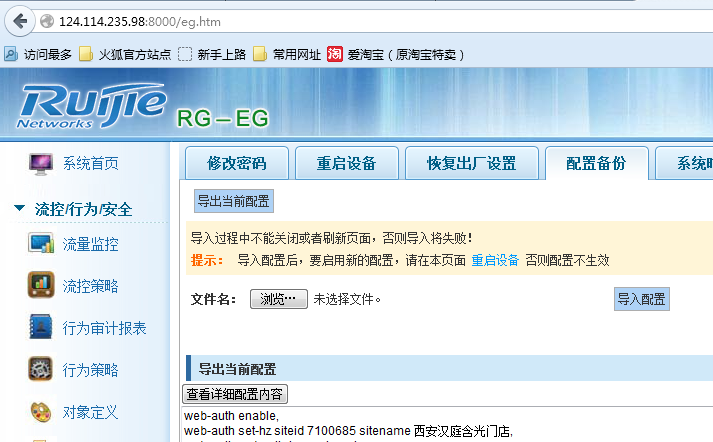 124.114.235.98:8000/eg.htm
访问最多 火狐官方站点 新手上路 常用网址 淘 爱淘宝（原淘宝特卖）
Ruijie
Networks RG-EG
系统首页
流控/行为/安全
流量监控
流控策略
行为审计报表
行为策略
对象定义
修改密码 重启设备 恢复出厂设置 配置备份 系统
导出当前配置
导入过程中不能关闭或者刷新页面，否则导入将失败！
提示： 导入配置后，要启用新的配置，请在本页面 重启设备 否则配置不生效
文件名： 浏览… 未选择文件。 导入配置
导出当前配置
查看详细配置内容
web-auth enable,
web-auth set-hz siteid 7100685 sitename 西安汉庭含光门店,